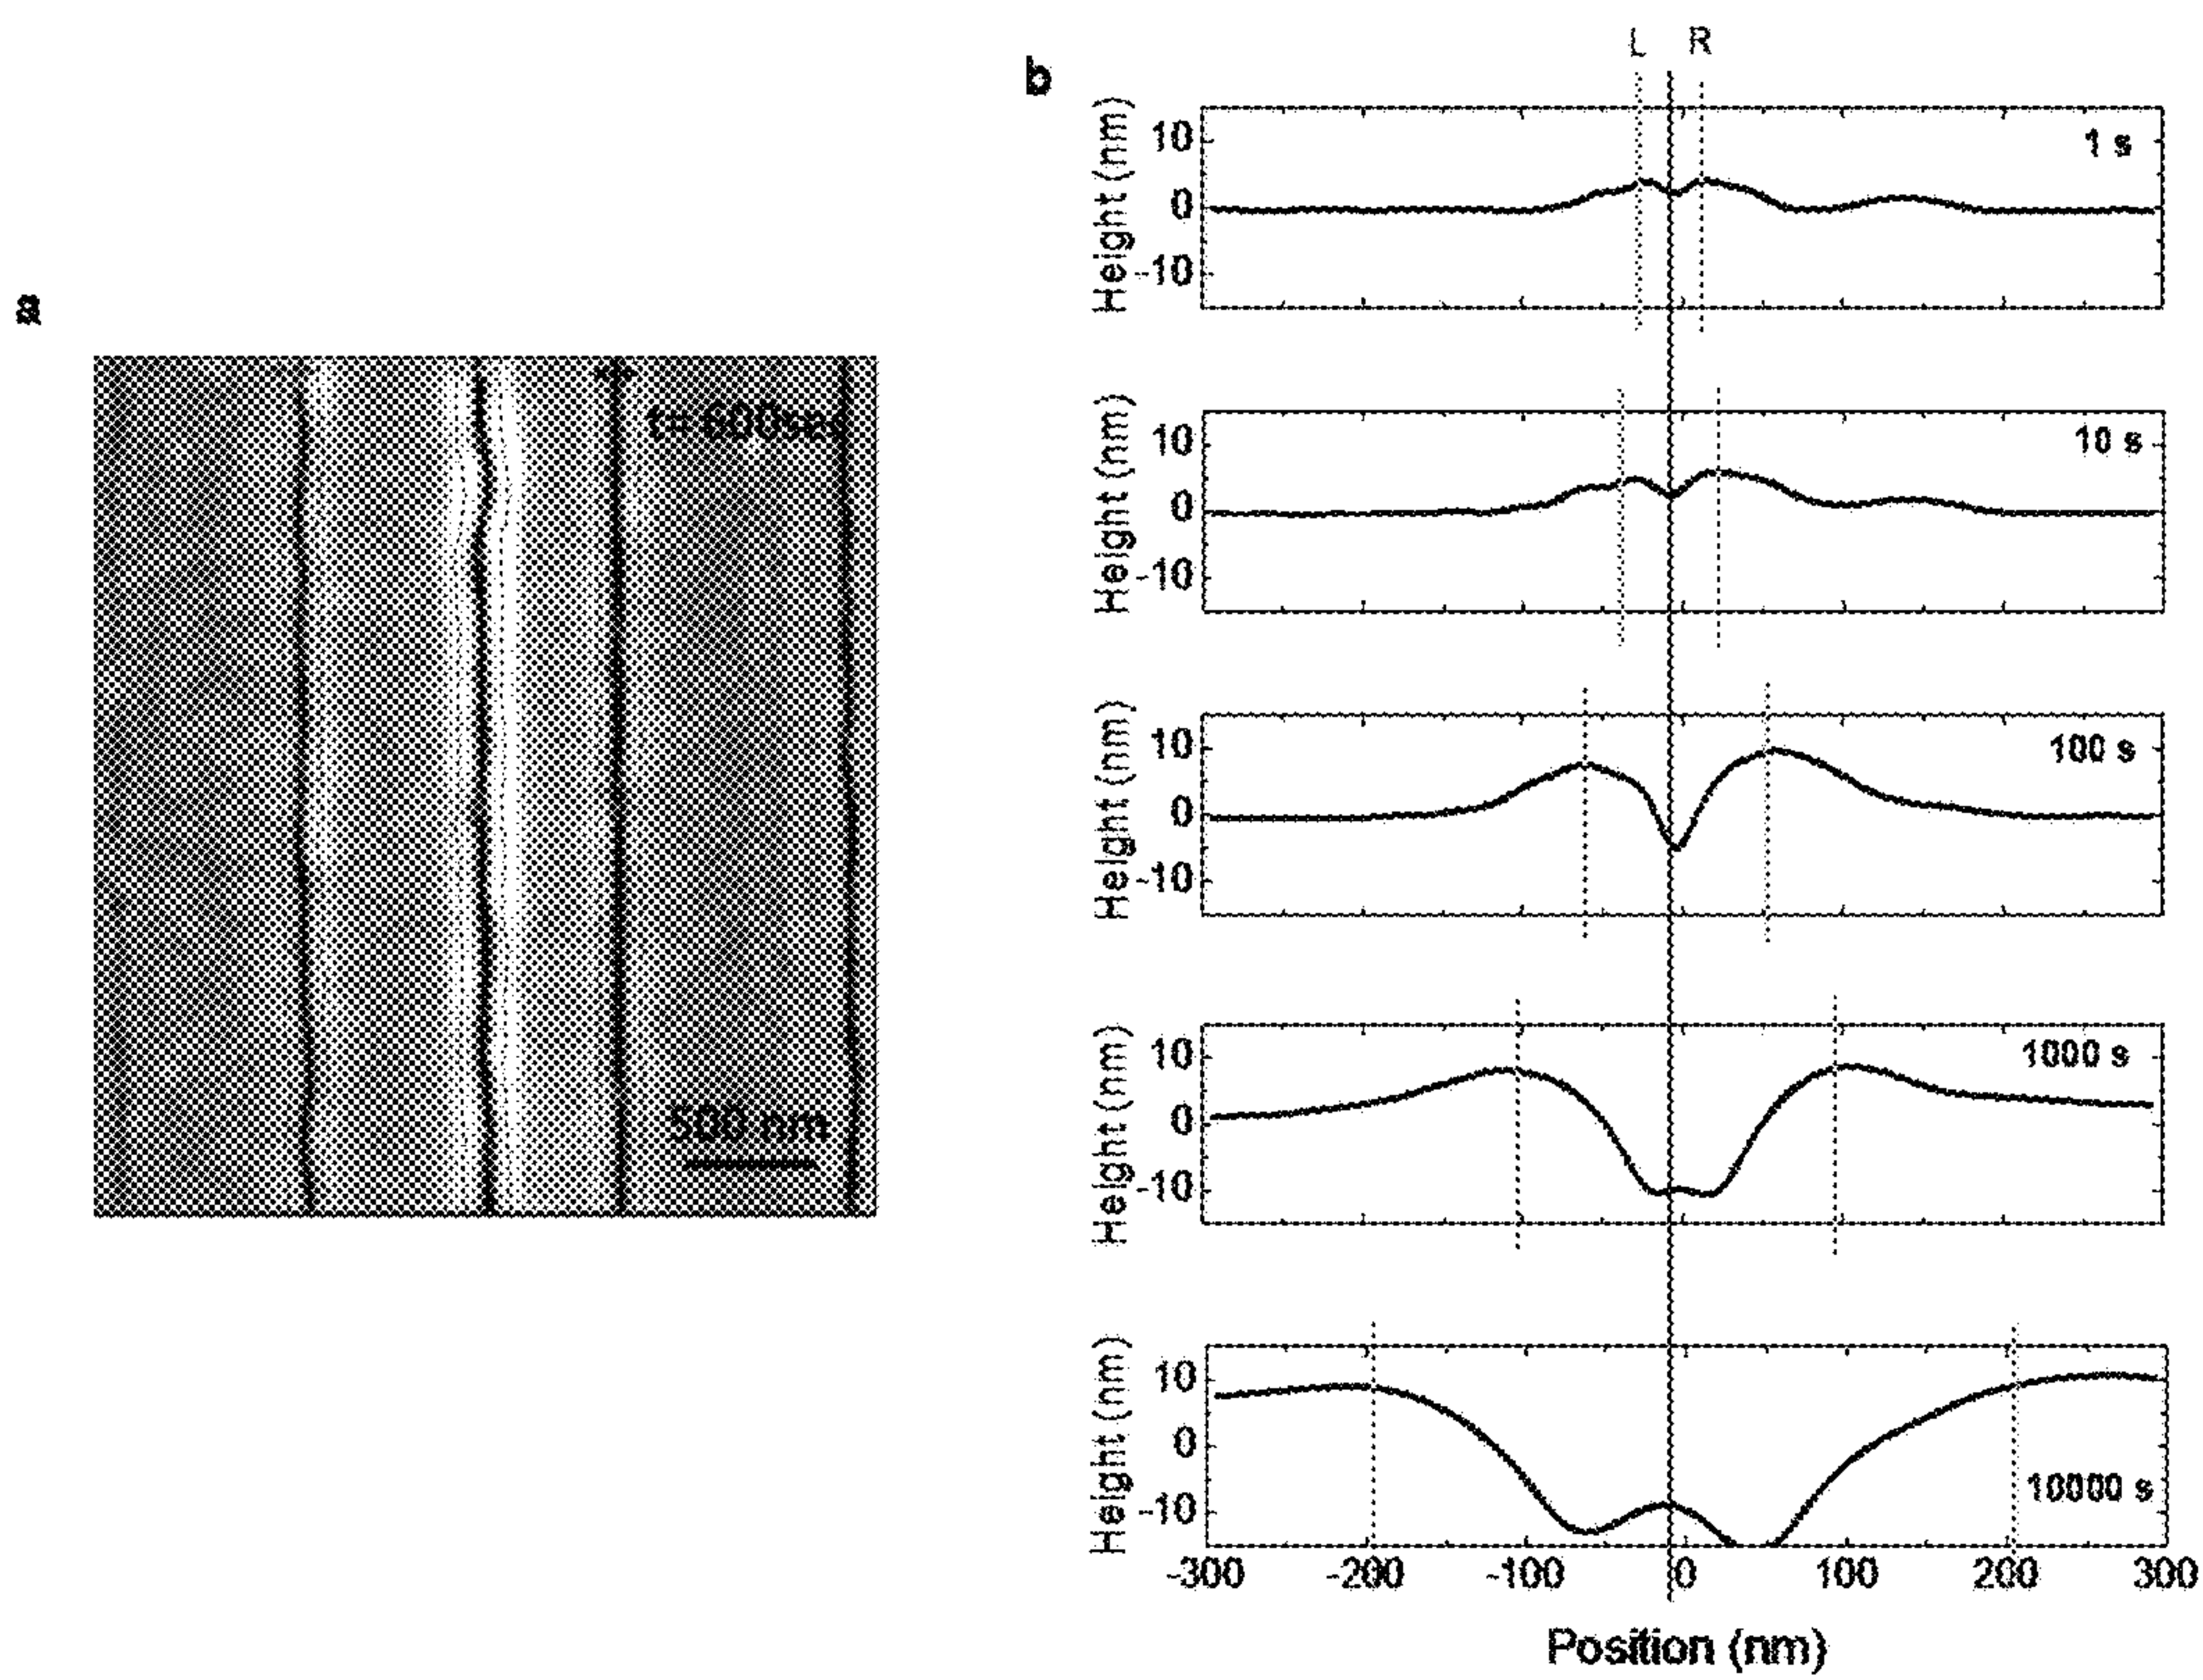 a
t= 600sec
500 nm
b
L R
Height (nm)
10
0
-10
1 s
Height (nm)
10
0
-10
10 s
Height (nm)
10
0
-10
100 s
Height (nm)
10
0
-10
1000 s
Height (nm)
10
0
-10
10000 s
-300 -200 -100 0 100 200 300
Position (nm)